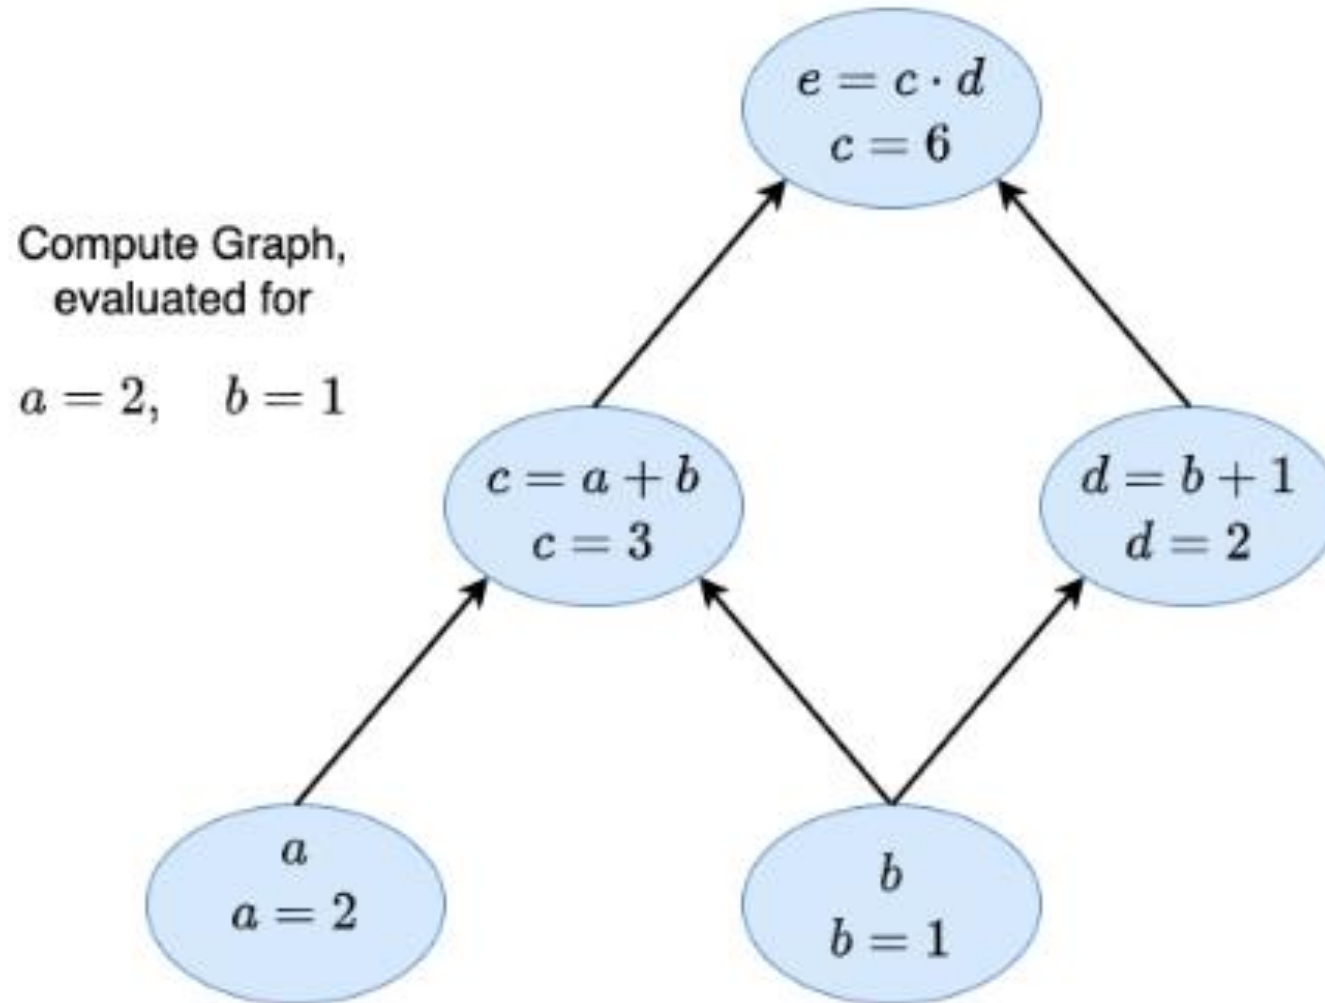 e = c · d
c = 6
Compute Graph,
evaluated for
a = 2, b = 1
c = a + b
c = 3
d = b + 1
d = 2
a
a = 2
b
b = 1